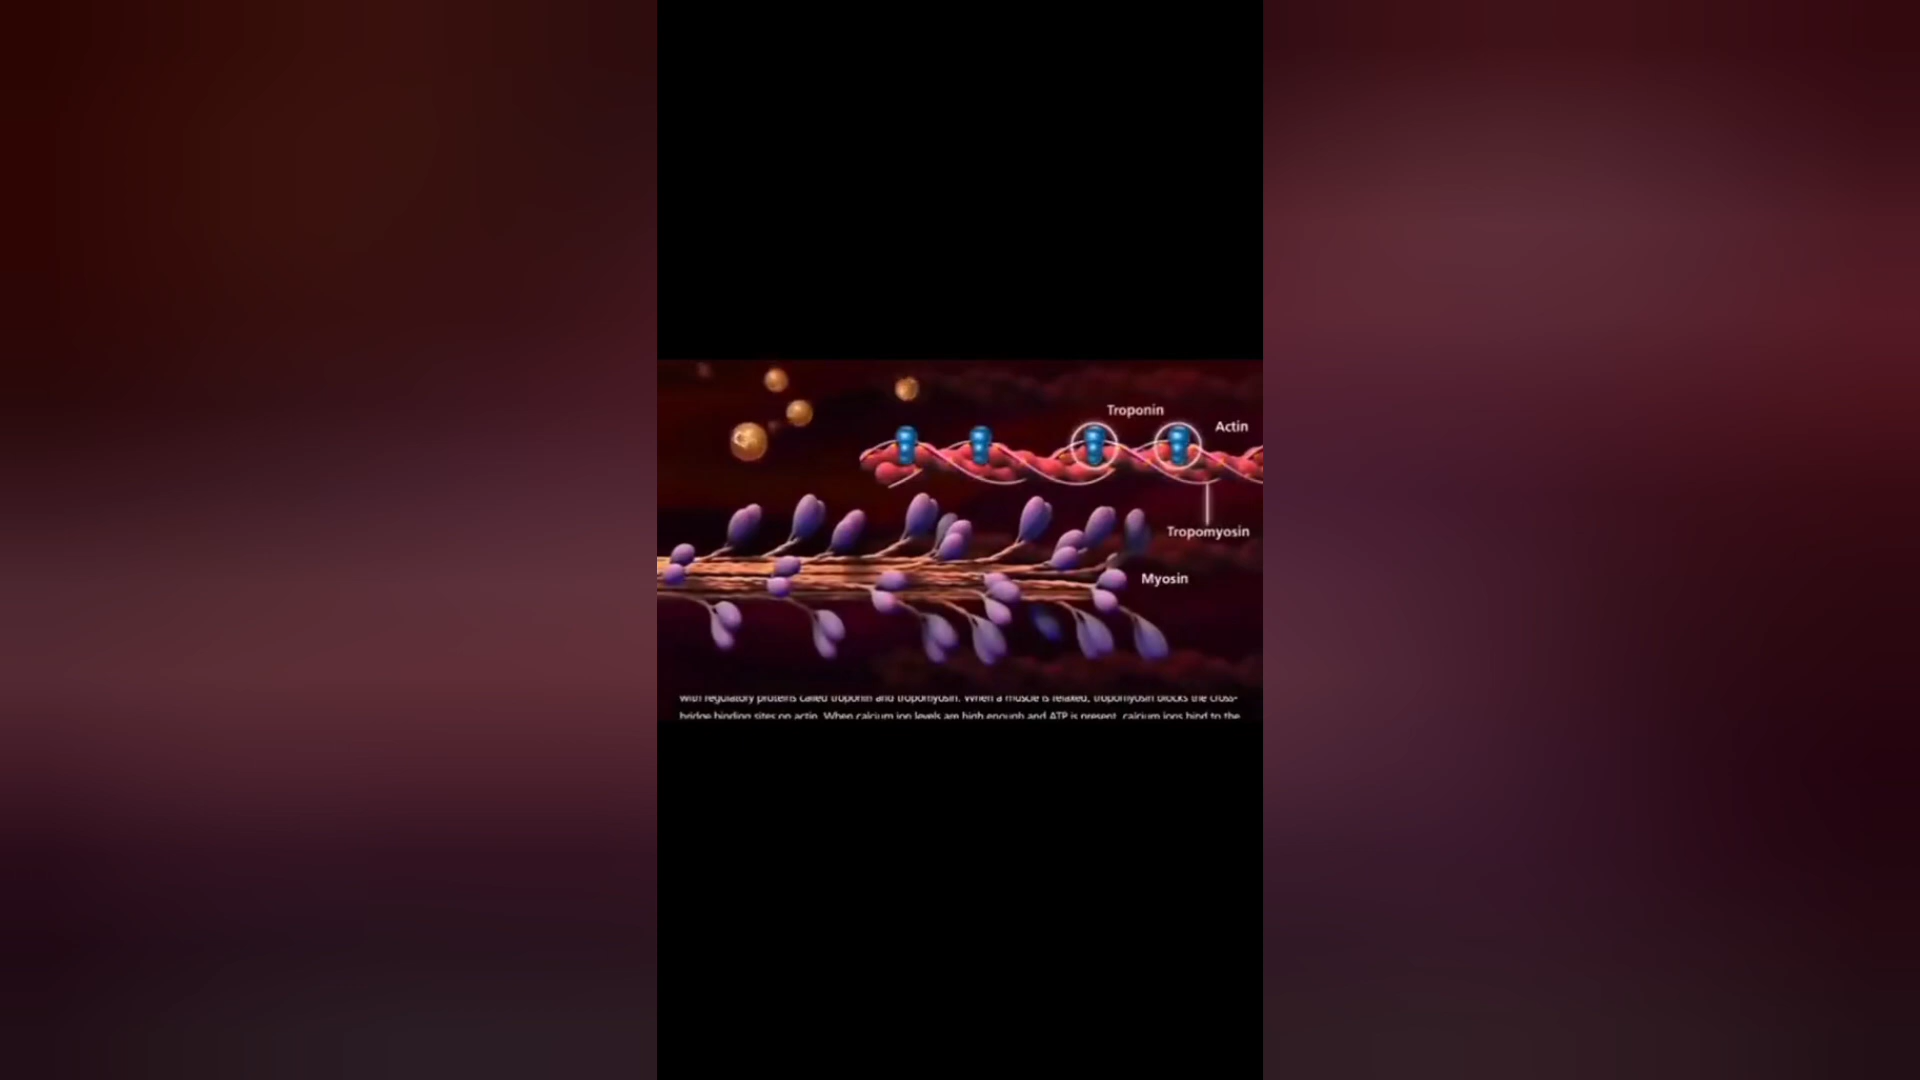 Troponin
Actin
Tropomyosin
Myosin
with regulatory proteins called troponin and tropomyosin. When a muscle is relaxed, tropomyosin blocks the cross-
bridge binding sites on actin. When calcium ion levels are high enough and ATP is present, calcium ions bind to the